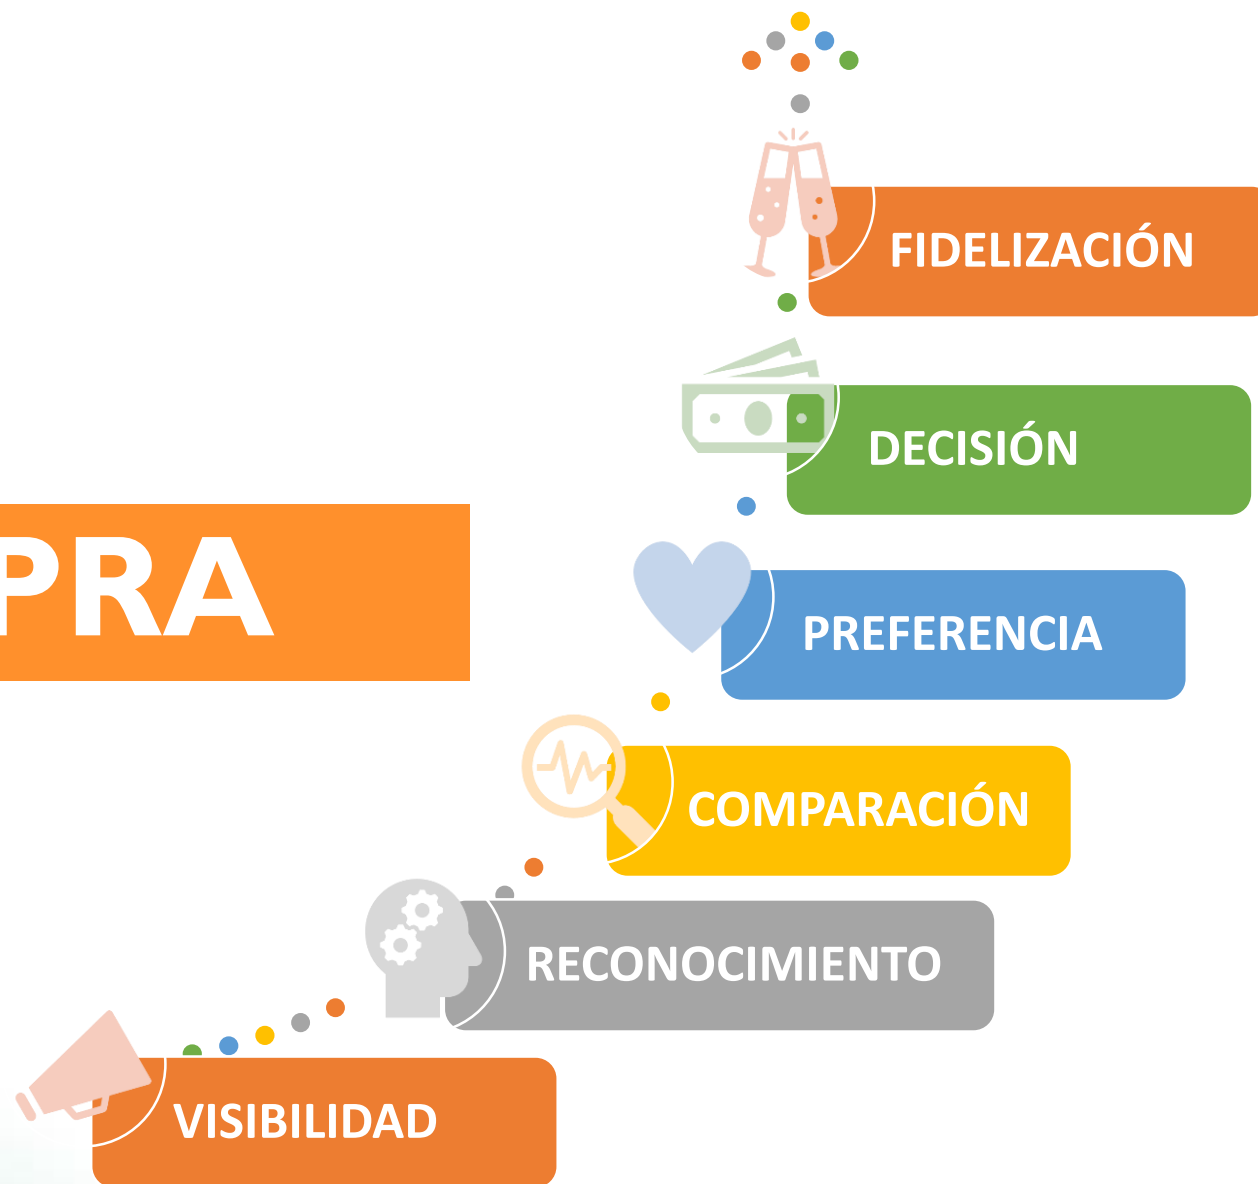 FIDELIZACIÓN
DECISIÓN
PRA
PREFERENCIA
COMPARACIÓN
RECONOCIMIENTO
VISIBILIDAD